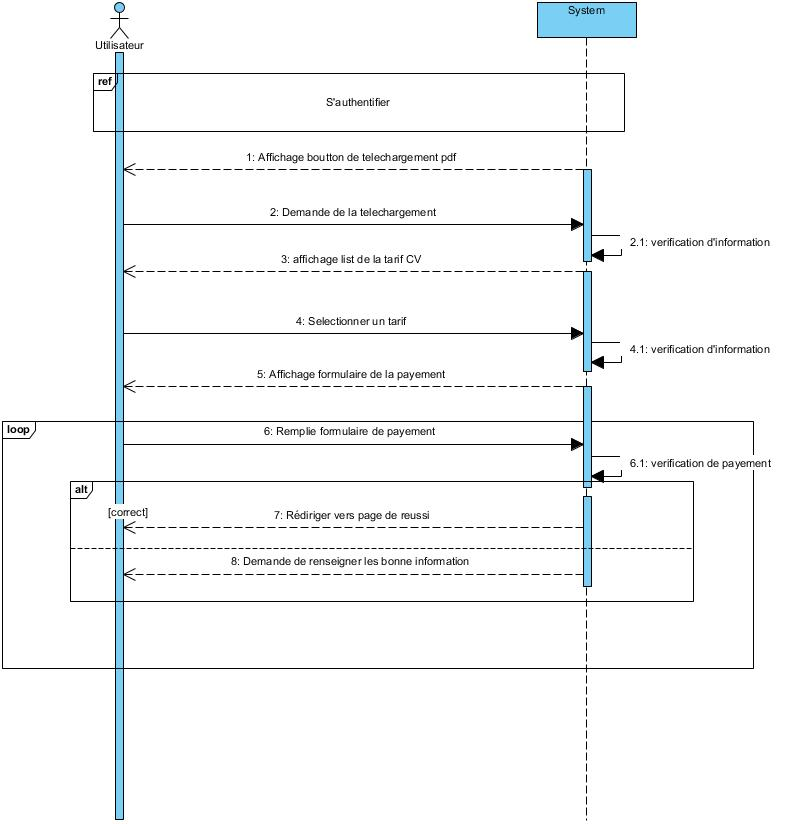 System
Utilisateur
ref
S'authentifier
1: Affichage boutton de telechargement pdf
2: Demande de la telechargement
2.1: verification d'information
3: affichage list de la tarif CV
4: Selectionner un tarif
4.1: verification d'information
5: Affichage formulaire de la payement
loop
6: Remplie formulaire de payement
6.1: verification de payement
alt
[correct]
7: Rédiriger vers page de reussi
8: Demande de renseigner les bonne information